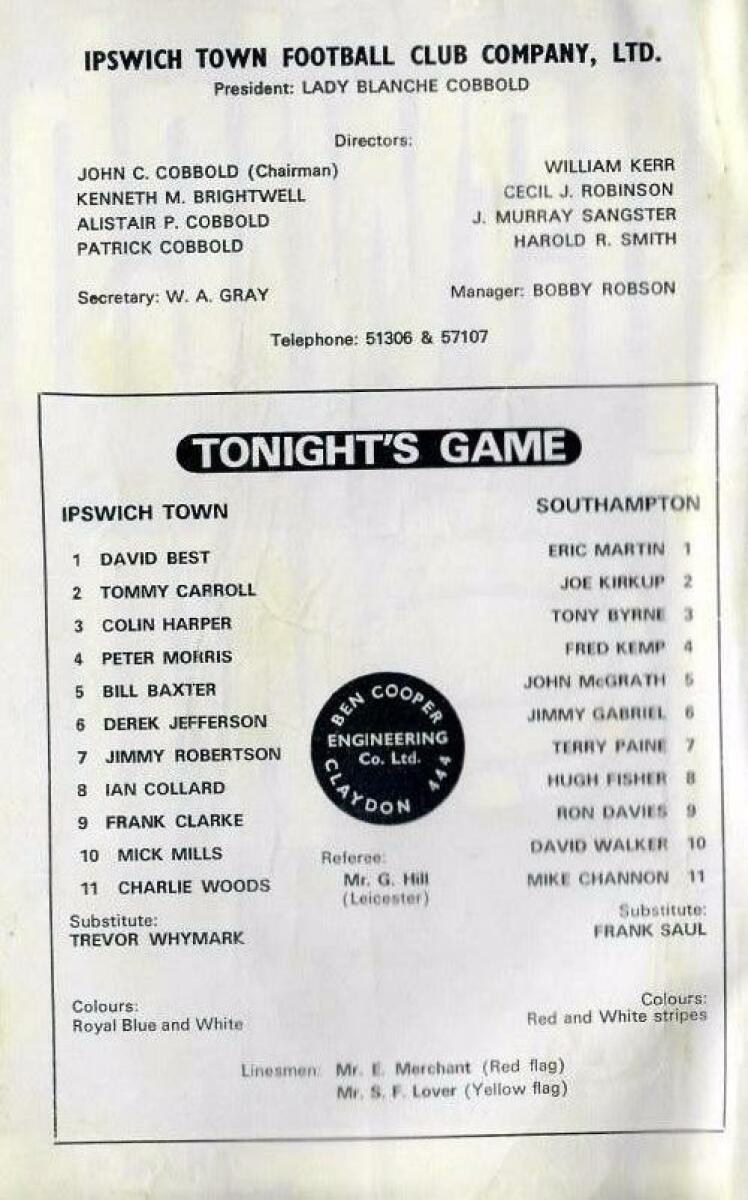 IPSWICH TOWN FOOTBALL CLUB COMPANY, LTD.
President: LADY BLANCHE COBBOLD
Directors:
JOHN C. COBBOLD (Chairman)
KENNETH M. BRIGHTWELL
ALISTAIR P. COBBOLD
PATRICK COBBOLD
WILLIAM KERR
CECIL J. ROBINSON
J. MURRAY SANGSTER
HAROLD R. SMITH
Secretary: W. A. GRAY
Manager: BOBBY ROBSON
Telephone: 51306 & 57107
TONIGHT'S GAME
IPSWICH TOWN
1 DAVID BEST
2 TOMMY CARROLL
3 COLIN HARPER
4 PETER MORRIS
5 BILL BAXTER
6 DEREK JEFFERSON
7 JIMMY ROBERTSON
8 IAN COLLARD
9 FRANK CLARKE
10 MICK MILLS
11 CHARLIE WOODS
Substitute:
TREVOR WHYMARK
Colours:
Royal Blue and White
BEN COOPER
ENGINEERING
Co. Ltd.
CLAYDON 444
Referee:
Mr. G. Hill
(Leicester)
SOUTHAMPTON
ERIC MARTIN 1
JOE KIRKUP 2
TONY BYRNE 3
FRED KEMP 4
JOHN McGRATH 5
JIMMY GABRIEL 6
TERRY PAINE 7
HUGH FISHER 8
RON DAVIES 9
DAVID WALKER 10
MIKE CHANNON 11
Substitute:
FRANK SAUL
Colours:
Red and White stripes
Linesmen: Mr. E. Merchant (Red flag)
Mr. S. F. Lover (Yellow flag)